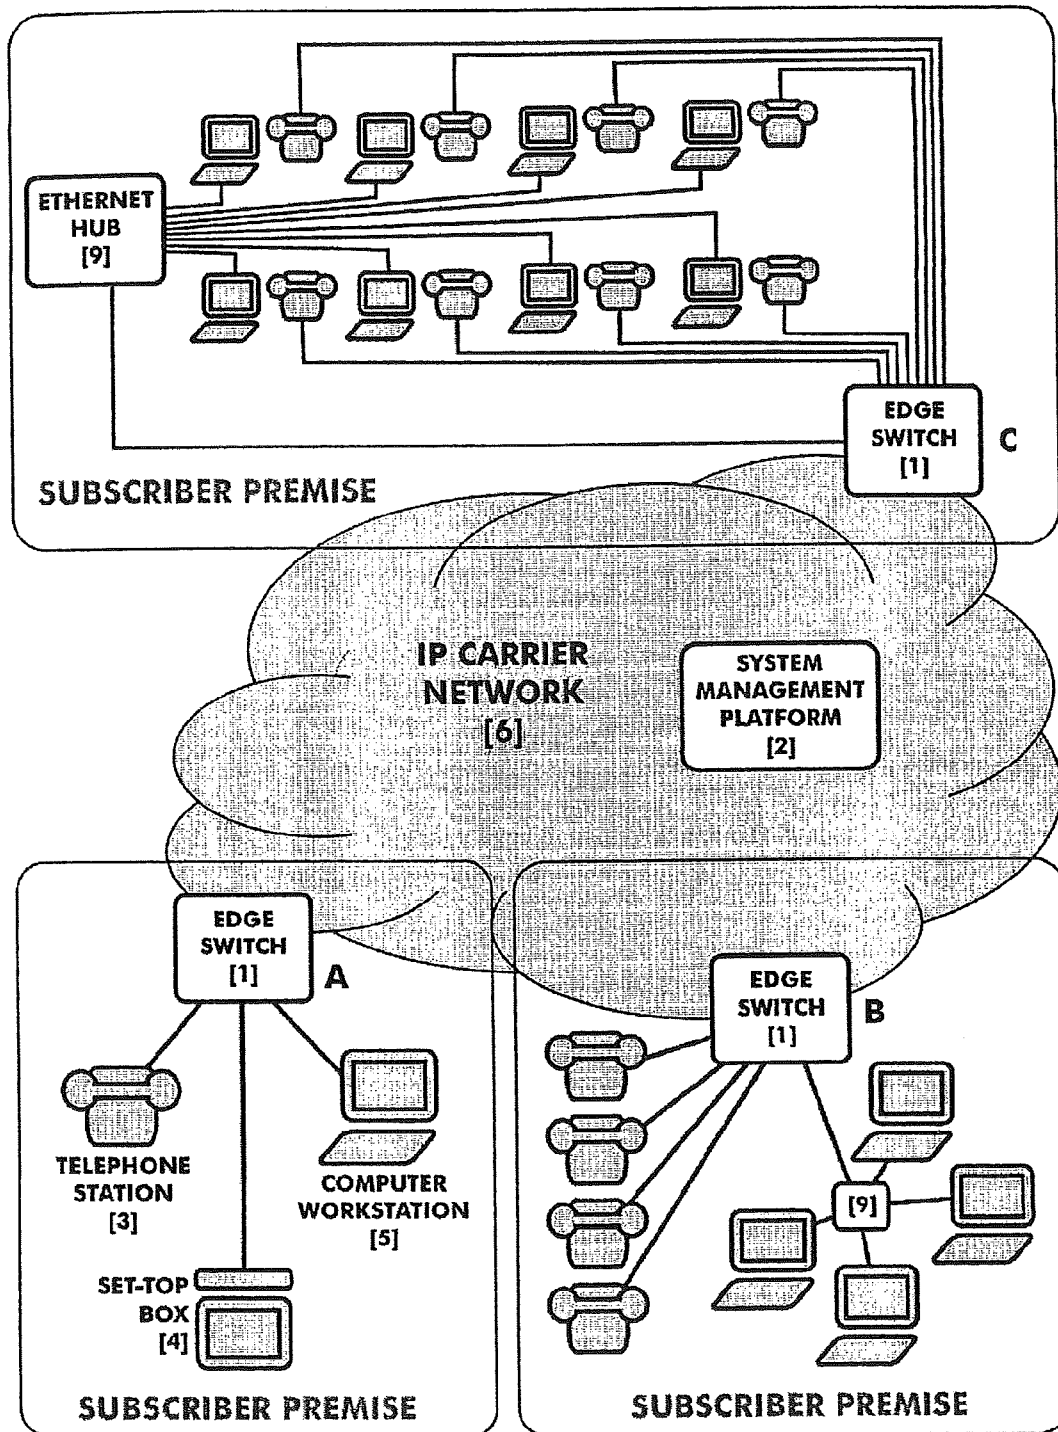 ETHERNET
HUB
[9]
EDGE
SWITCH
[1]
C
SUBSCRIBER PREMISE
IP CARRIER
NETWORK
[6]
SYSTEM
MANAGEMENT
PLATFORM
[2]
EDGE
SWITCH
[1]
A
TELEPHONE
STATION
[3]
COMPUTER
WORKSTATION
[5]
SET-TOP
BOX
[4]
SUBSCRIBER PREMISE
EDGE
SWITCH
[1]
B
[9]
SUBSCRIBER PREMISE